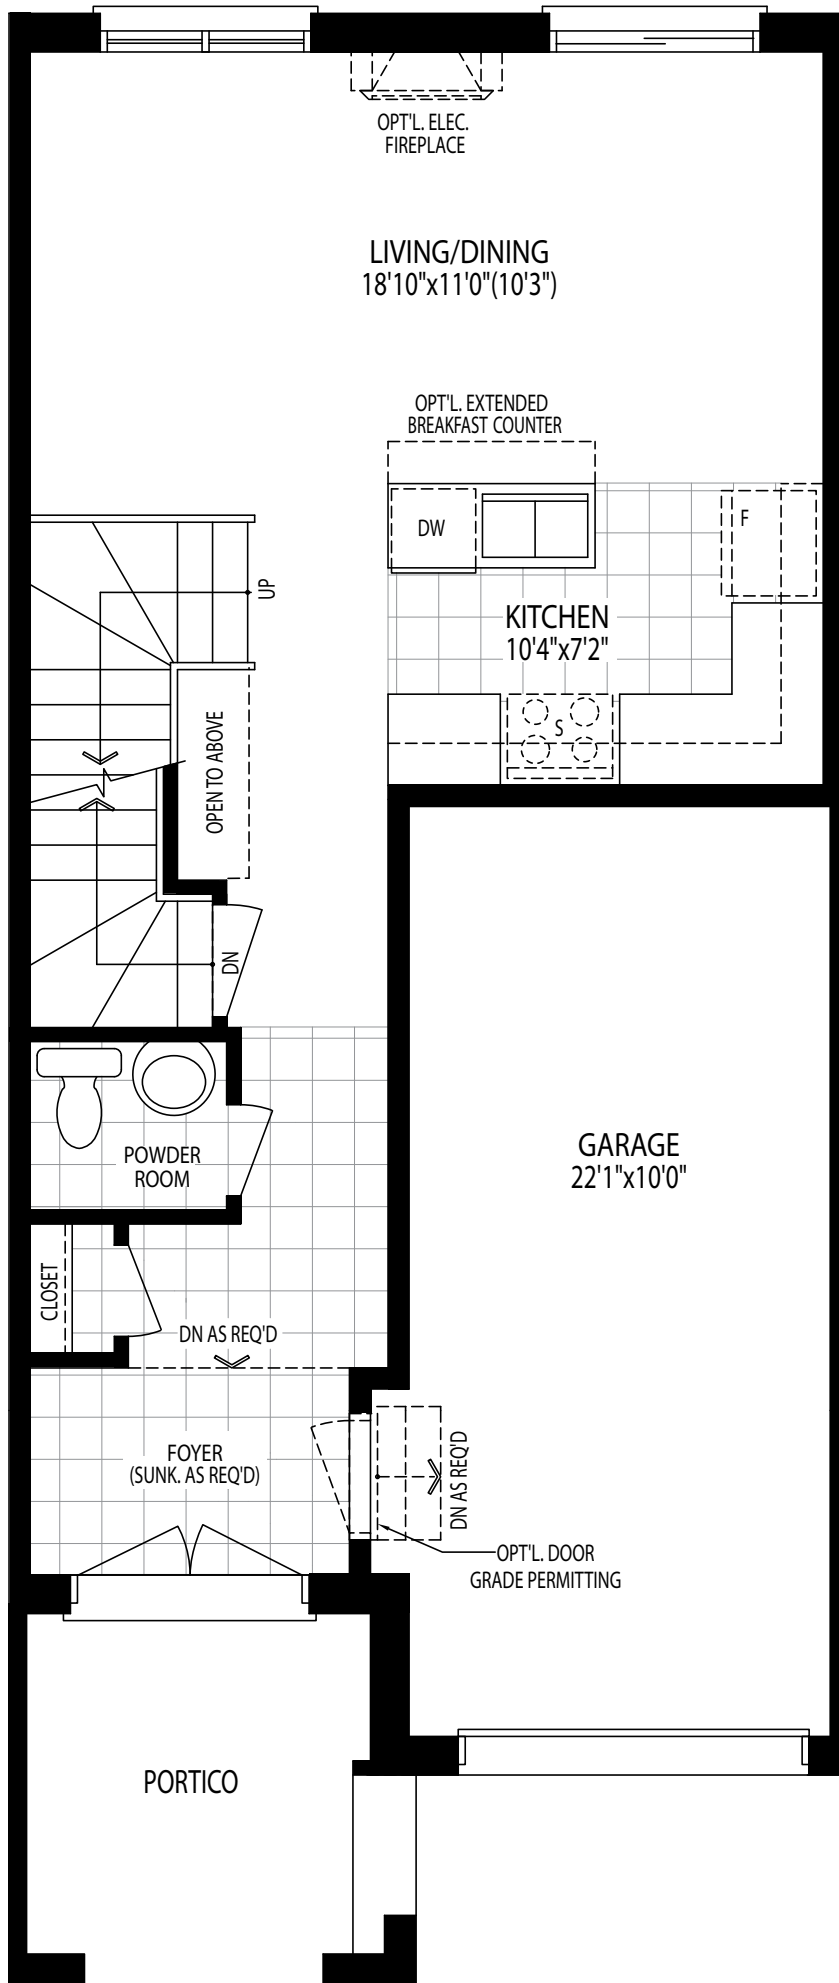 OPT'L. ELEC.
FIREPLACE
LIVING/DINING
18'10"x11'0"(10'3")
OPT'L. EXTENDED
BREAKFAST COUNTER
DW
F
UP
KITCHEN
10'4"x7'2"
S
OPEN TO ABOVE
DN
POWDER
ROOM
GARAGE
22'1"x10'0"
CLOSET
DN AS REQ'D
FOYER
(SUNK. AS REQ'D)
DN AS REQ'D
OPT'L. DOOR
GRADE PERMITTING
PORTICO